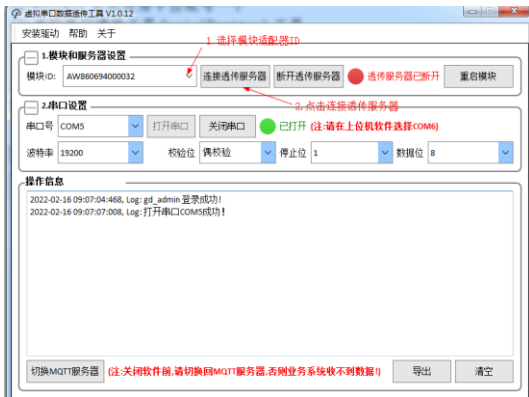 虚拟串口数据透传工具 V1.0.12
安装驱动 帮助 关于
1. 选择模块适配器ID
1.模块和服务器设置
模块ID: AW860694000032 连接透传服务器 断开透传服务器 透传服务器已断开 重启模块
2.点击连接透传服务器
2.串口设置
串口号 COM5 打开串口 关闭串口 已打开 (注:请在上位机软件选择COM6)
波特率 19200 校验位 偶校验 停止位 1 数据位 8
操作信息
2022-02-16 09:07:04:468, Log: gd_admin 登录成功!
2022-02-16 09:07:07:008, Log: 打开串口COM5成功!
切换MQTT服务器 (注:关闭软件前,请切换回MQTT服务器,否则业务系统收不到数据!) 导出 清空